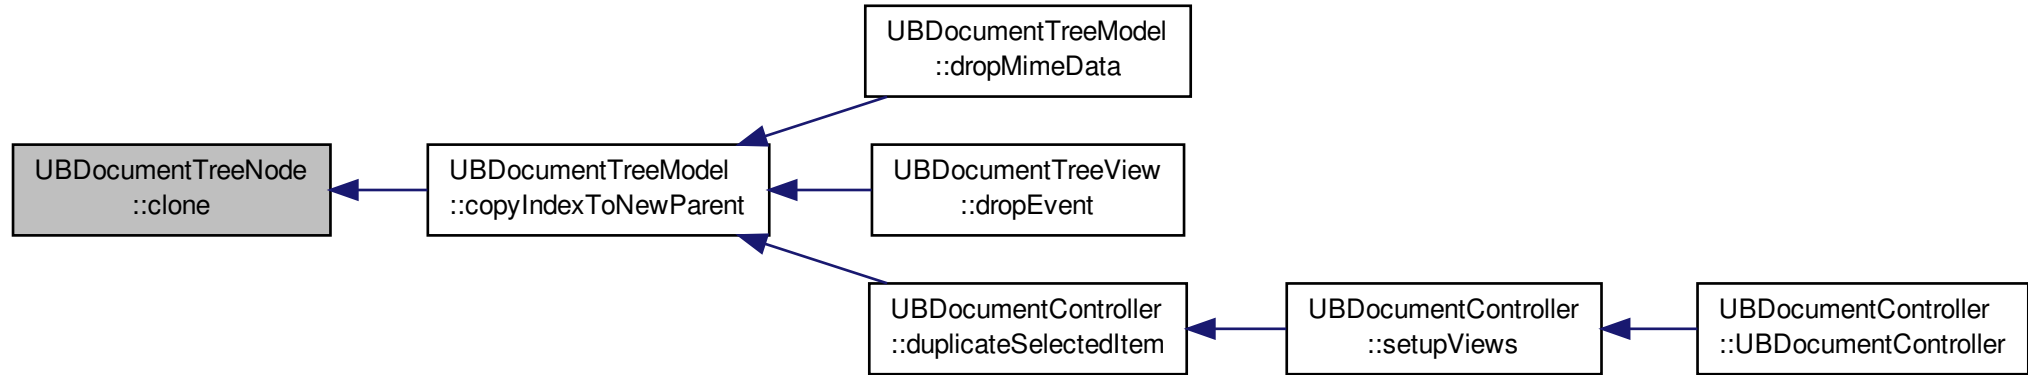 UBDocumentTreeModel
::dropMimeData
UBDocumentTreeNode
::clone
UBDocumentTreeModel
::copyIndexToNewParent
UBDocumentTreeView
::dropEvent
UBDocumentController
::duplicateSelectedItem
UBDocumentController
::setupViews
UBDocumentController
::UBDocumentController